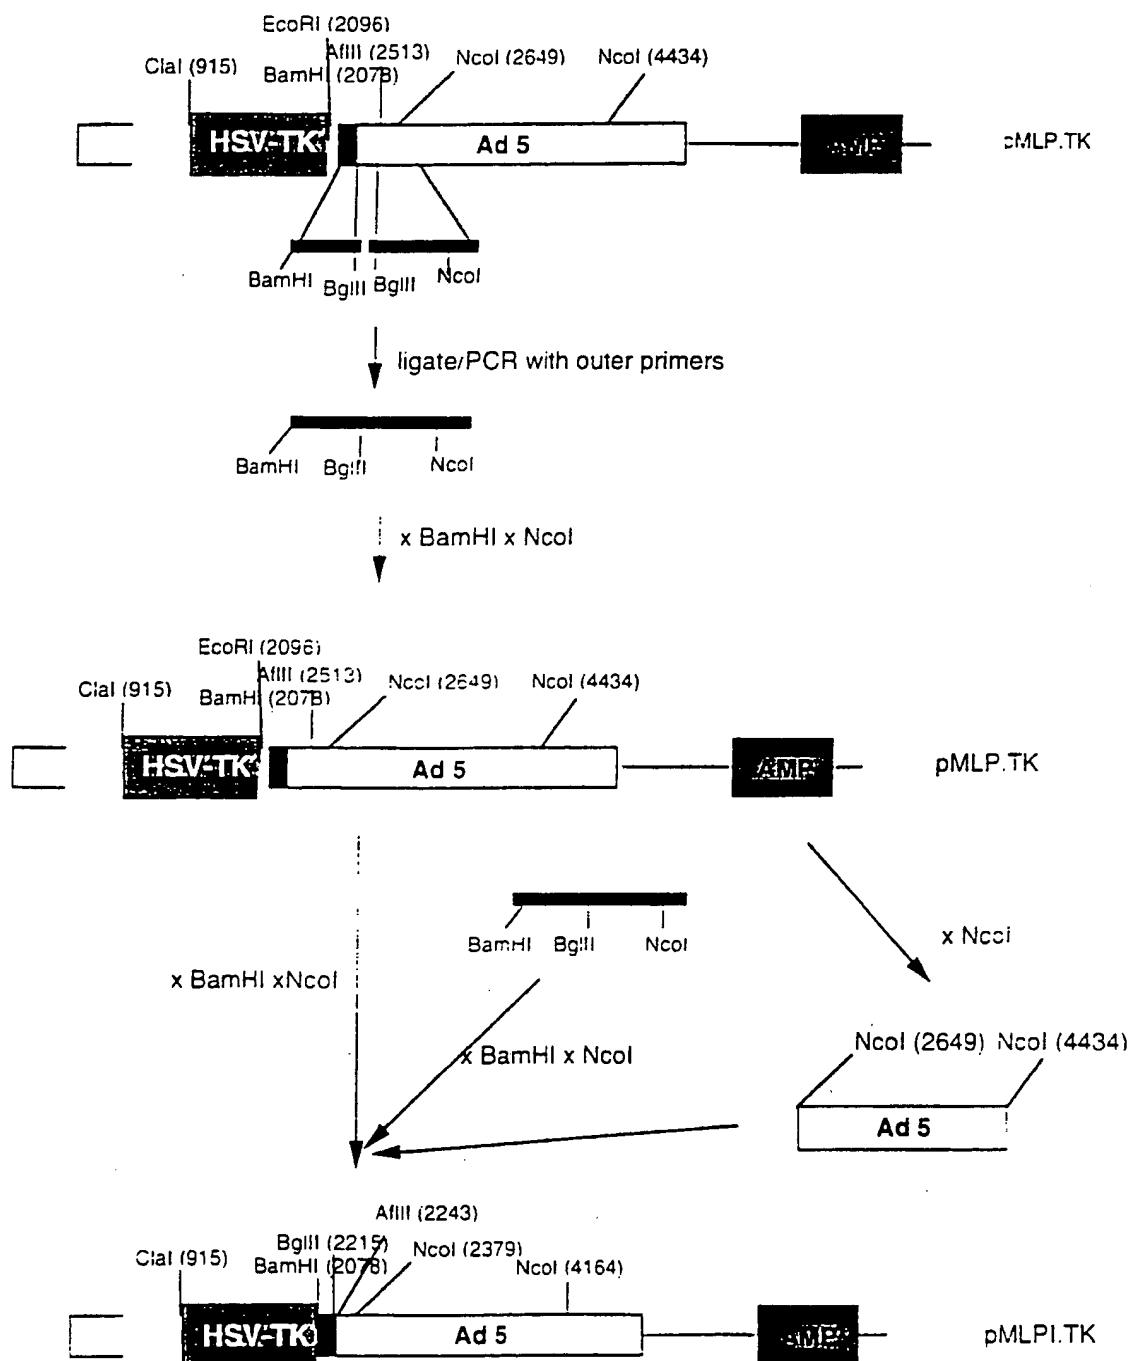 EcoRI (2096)
AflII (2513)
ClaI (915)
BamHI (2078)
NcoI (2649)
NcoI (4434)
HSV-TK
Ad 5
AMP
pMLP.TK
BamHI
BglII
BglII
NcoI
ligate/PCR with outer primers
BamHI
BglII
NcoI
x BamHI x NcoI
EcoRI (2096)
AflII (2513)
ClaI (915)
BamHI (2078)
NcoI (2649)
NcoI (4434)
HSV-TK
Ad 5
AMP
pMLP.TK
BamHI
BglII
NcoI
x NcoI
x BamHI xNcoI
x BamHI x NcoI
NcoI (2649) NcoI (4434)
Ad 5
AflII (2243)
BglII (2215)
NcoI (2379)
ClaI (915)
BamHI (2078)
NcoI (4164)
HSV-TK
Ad 5
AMP
pMLPI.TK